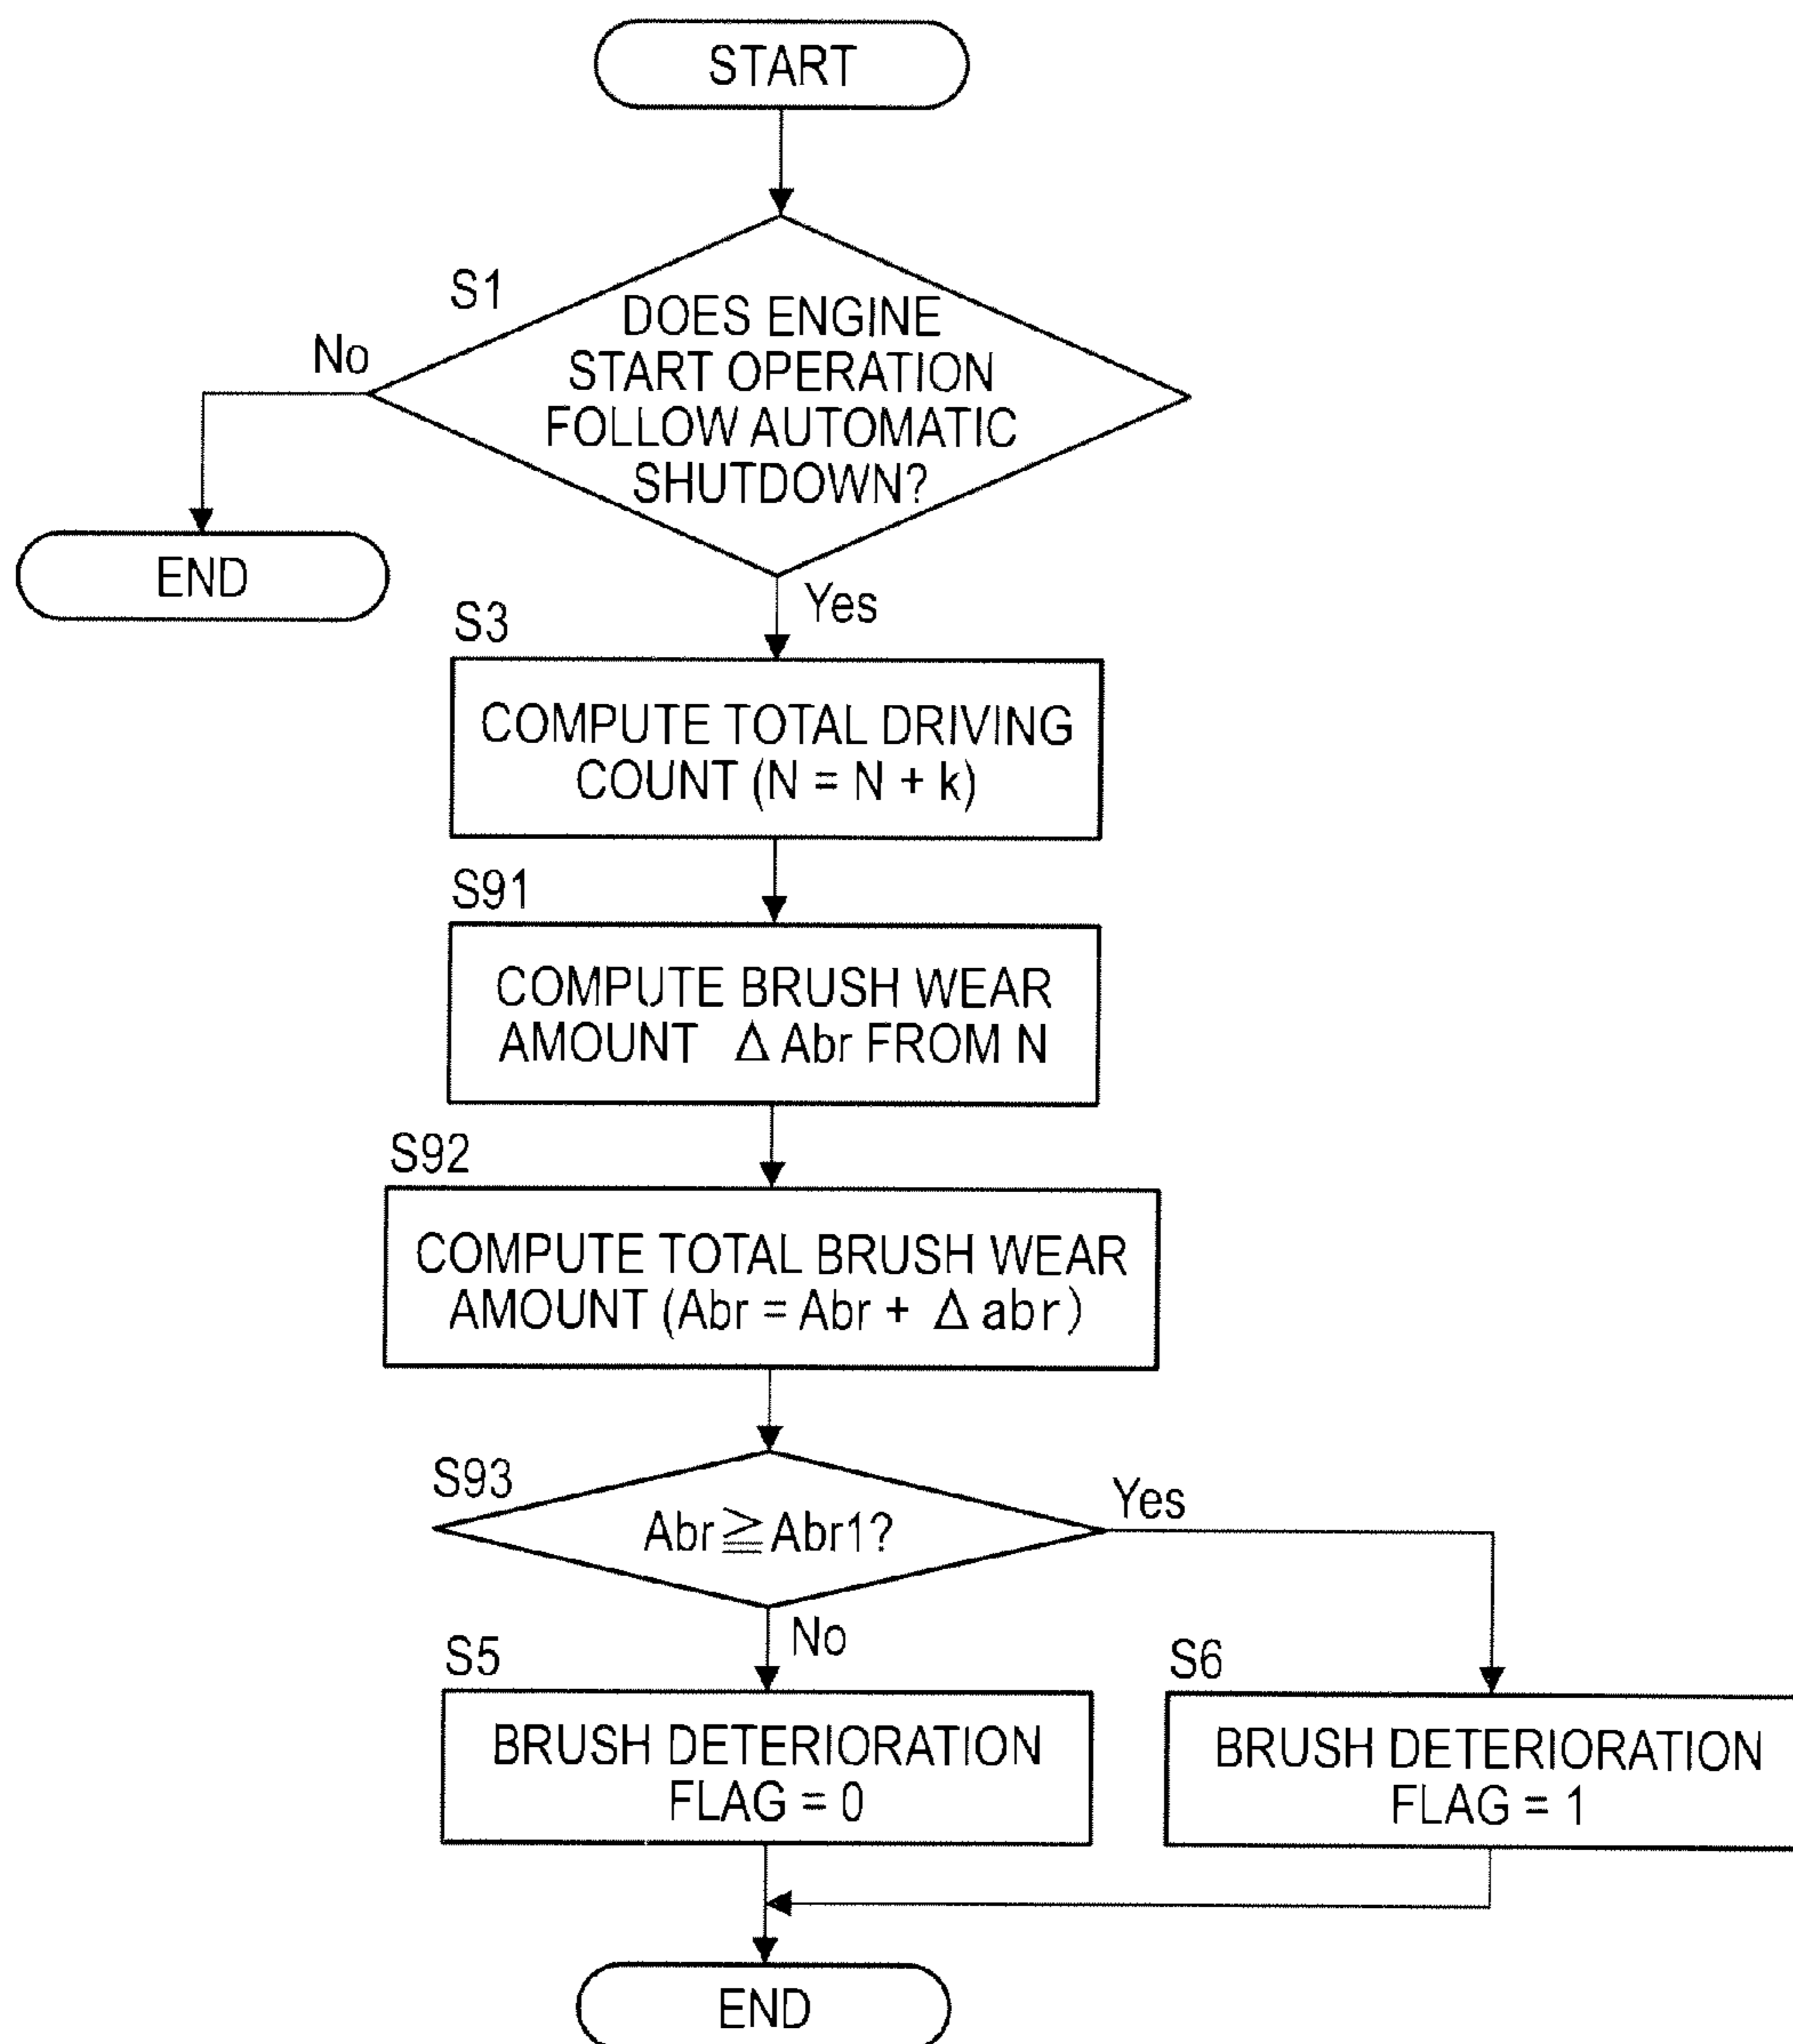 START
S1
DOES ENGINE
START OPERATION
FOLLOW AUTOMATIC
SHUTDOWN?
No
END
Yes
S3
COMPUTE TOTAL DRIVING
COUNT (N = N + k)
S91
COMPUTE BRUSH WEAR
AMOUNT Δ Abr FROM N
S92
COMPUTE TOTAL BRUSH WEAR
AMOUNT (Abr = Abr + Δ abr)
S93
Abr≧Abr1?
Yes
No
S5
BRUSH DETERIORATION
FLAG = 0
S6
BRUSH DETERIORATION
FLAG = 1
END